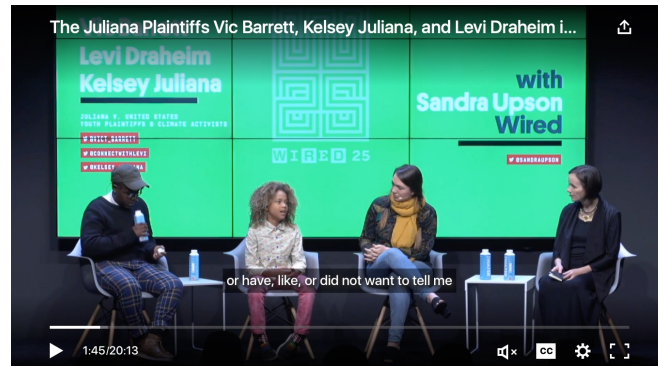 The Juliana Plaintiffs Vic Barrett, Kelsey Juliana, and Levi Draheim i...
Levi Draheim
Kelsey Juliana
JULIANA V. UNITED STATES
YOUTH PLAINTIFFS & CLIMATE ACTIVISTS
@VICT_BARRETT
@CONNECTWITHLEVI
WIRED 25
with
Sandra Upson
Wired
@SANDRAUPSON
or have, like, or did not want to tell me
1:45/20:13
CC